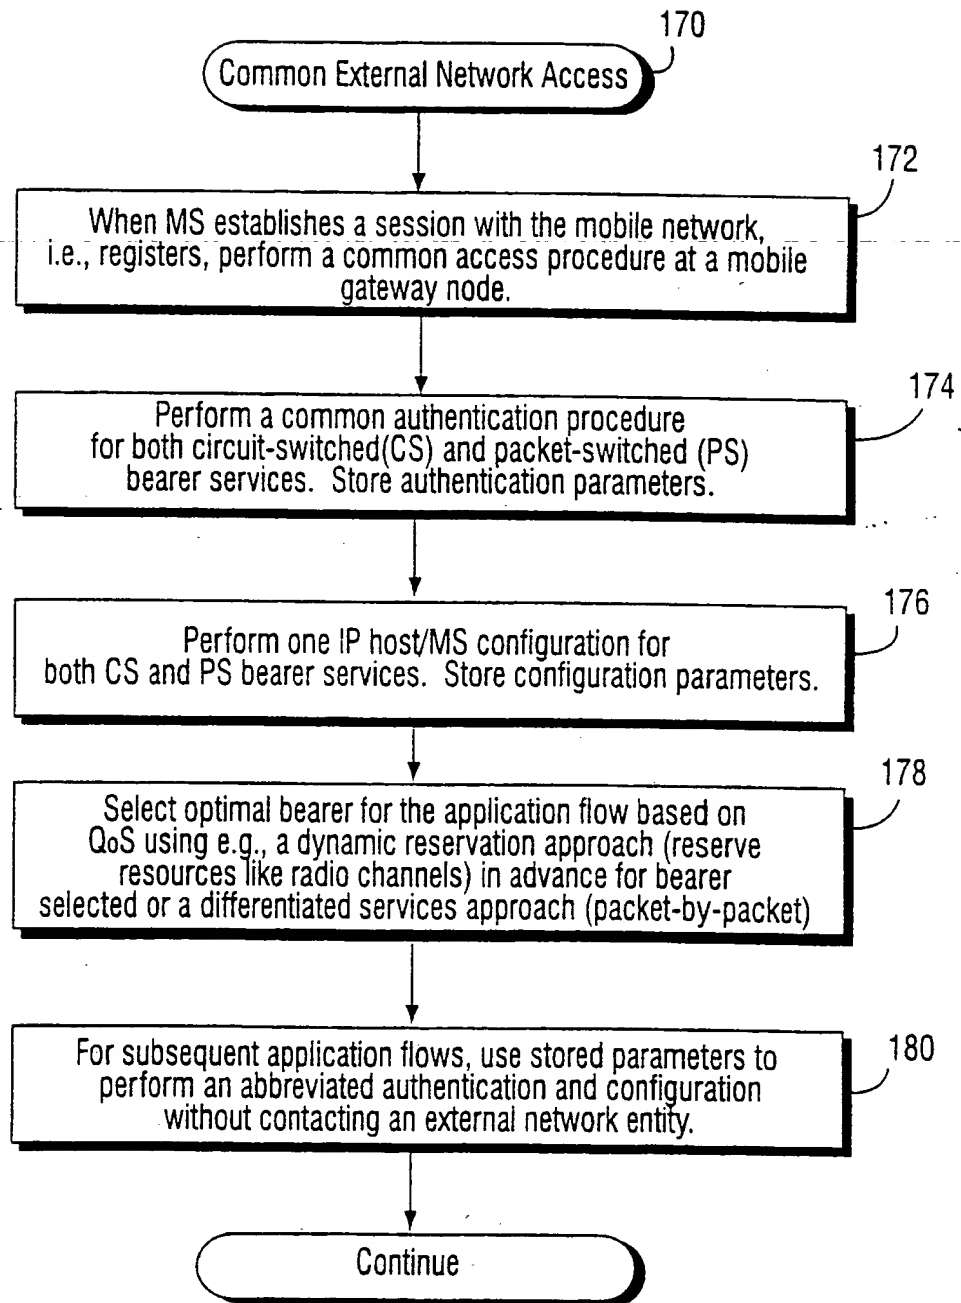 170
Common External Network Access
172
When MS establishes a session with the mobile network,
i.e., registers, perform a common access procedure at a mobile
gateway node.
174
Perform a common authentication procedure
for both circuit-switched(CS) and packet-switched (PS)
bearer services. Store authentication parameters.
176
Perform one IP host/MS configuration for
both CS and PS bearer services. Store configuration parameters.
178
Select optimal bearer for the application flow based on
QoS using e.g., a dynamic reservation approach (reserve
resources like radio channels) in advance for bearer
selected or a differentiated services approach (packet-by-packet)
180
For subsequent application flows, use stored parameters to
perform an abbreviated authentication and configuration
without contacting an external network entity.
Continue